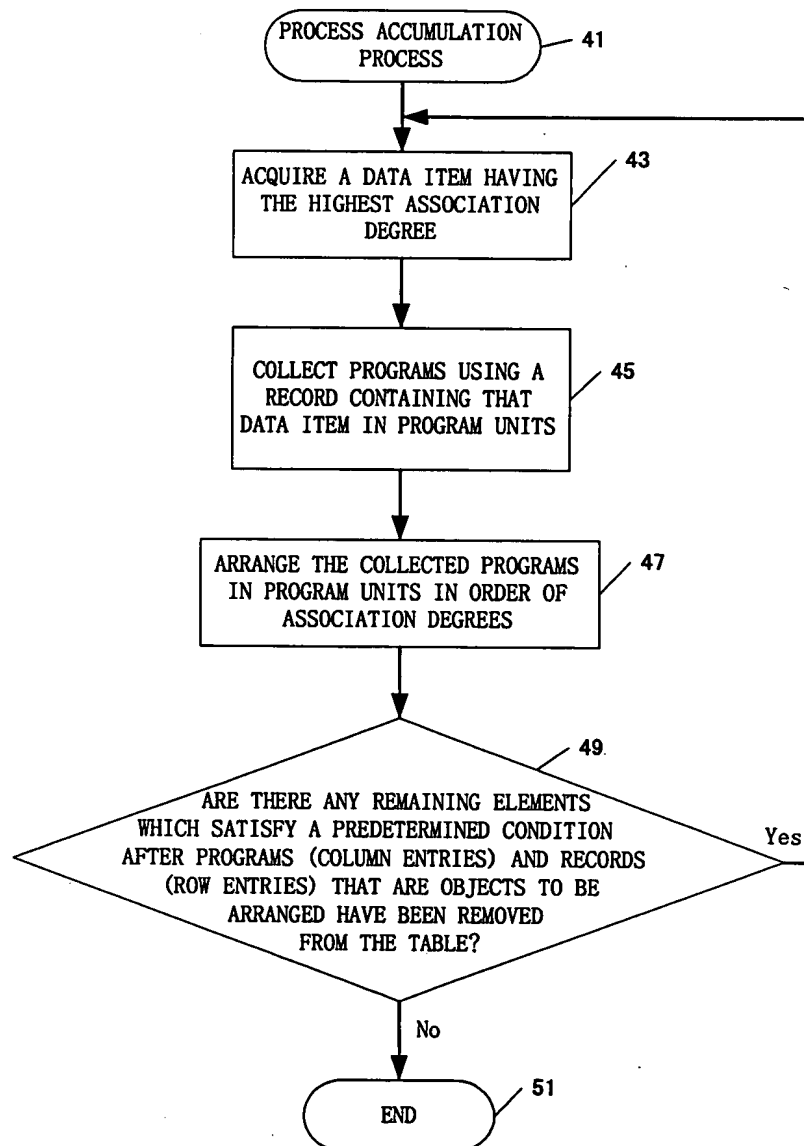 PROCESS ACCUMULATION
PROCESS
41
ACQUIRE A DATA ITEM HAVING
THE HIGHEST ASSOCIATION
DEGREE
43
COLLECT PROGRAMS USING A
RECORD CONTAINING THAT
DATA ITEM IN PROGRAM UNITS
45
ARRANGE THE COLLECTED PROGRAMS
IN PROGRAM UNITS IN ORDER OF
ASSOCIATION DEGREES
47
49
ARE THERE ANY REMAINING ELEMENTS
WHICH SATISFY A PREDETERMINED CONDITION
AFTER PROGRAMS (COLUMN ENTRIES) AND RECORDS
(ROW ENTRIES) THAT ARE OBJECTS TO BE
ARRANGED HAVE BEEN REMOVED
FROM THE TABLE?
Yes
No
END
51